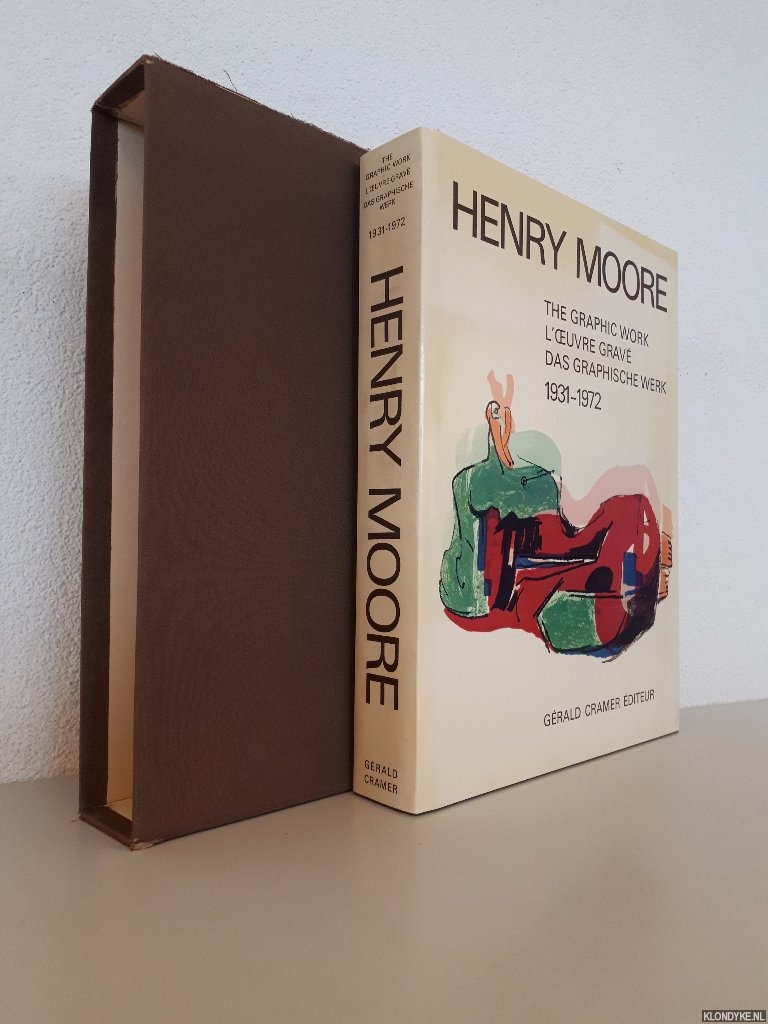 THE
GRAPHIC WORK
L'ŒUVRE GRAVÉ
DAS GRAPHISCHE
WERK
1931-1972
HENRY MOORE
GÉRALD
CRAMER
HENRY MOORE
THE GRAPHIC WORK
L'ŒUVRE GRAVÉ
DAS GRAPHISCHE WERK
1931-1972
GÉRALD CRAMER ÉDITEUR
KLONDYKE.NL